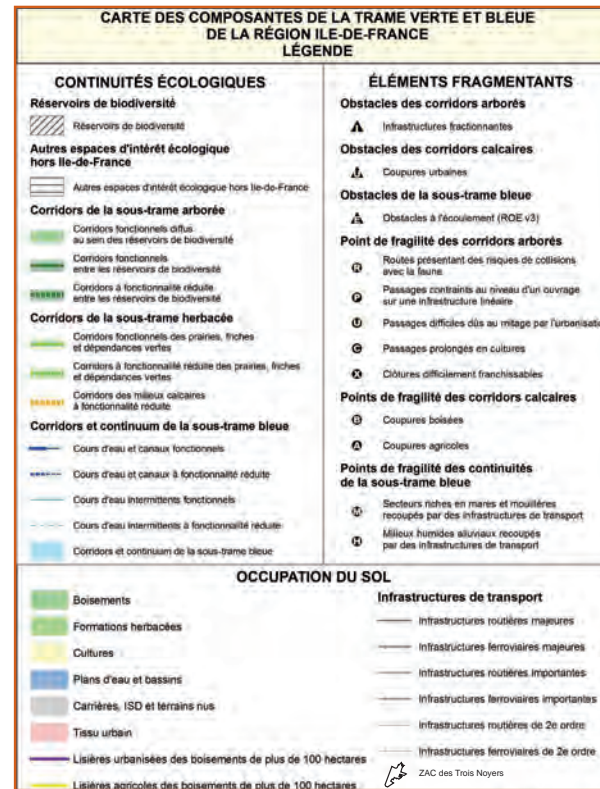 CARTE DES COMPOSANTES DE LA TRAME VERTE ET BLEUE
DE LA RÉGION ILE-DE-FRANCE
LÉGENDE
CONTINUITÉS ÉCOLOGIQUES
Réservoirs de biodiversité
Réservoirs de biodiversité
Autres espaces d'intérêt écologique
hors Ile-de-France
Autres espaces d'intérêt écologique hors Ile-de-France
Corridors de la sous-trame arborée
Corridors fonctionnels diffus
au sein des réservoirs de biodiversité
Corridors fonctionnels
entre les réservoirs de biodiversité
Corridors à fonctionnalité réduite
entre les réservoirs de biodiversité
Corridors de la sous-trame herbacée
Corridors fonctionnels des prairies, friches
et dépendances vertes
Corridors à fonctionnalité réduite des prairies, friches
et dépendances vertes
Corridors des milieux calcaires
à fonctionnalité réduite
Corridors et continuum de la sous-trame bleue
Cours d'eau et canaux fonctionnels
Cours d'eau et canaux à fonctionnalité réduite
Cours d'eau intermittents fonctionnels
Cours d'eau intermittents à fonctionnalité réduite
Corridors et continuum de la sous-trame bleue
ÉLÉMENTS FRAGMENTANTS
Obstacles des corridors arborés
Infrastructures fractionnantes
Obstacles des corridors calcaires
Coupures urbaines
Obstacles de la sous-trame bleue
Obstacles à l'écoulement (ROE v3)
Point de fragilité des corridors arborés
R Routes présentant des risques de collisions
avec la faune
P Passages contraints au niveau d'un ouvrage
sur une infrastructure linéaire
U Passages difficiles dûs au mitage par l'urbanisati
C Passages prolongés en cultures
X Clôtures difficilement franchissables
Points de fragilité des corridors calcaires
B Coupures boisées
A Coupures agricoles
Points de fragilité des continuités
de la sous-trame bleue
M Secteurs riches en mares et mouillères
recoupés par des infrastructures de transport
H Milieux humides alluviaux recoupés
par des infrastructures de transport
OCCUPATION DU SOL
Boisements
Formations herbacées
Cultures
Plans d'eau et bassins
Carrières, ISD et terrains nus
Tissu urbain
Lisières urbanisées des boisements de plus de 100 hectares
Lisières agricoles des boisements de plus de 100 hectares
Infrastructures de transport
Infrastructures routières majeures
Infrastructures ferroviaires majeures
Infrastructures routières importantes
Infrastructures ferroviaires importantes
Infrastructures routières de 2e ordre
Infrastructures ferroviaires de 2e ordre
ZAC des Trois Noyers